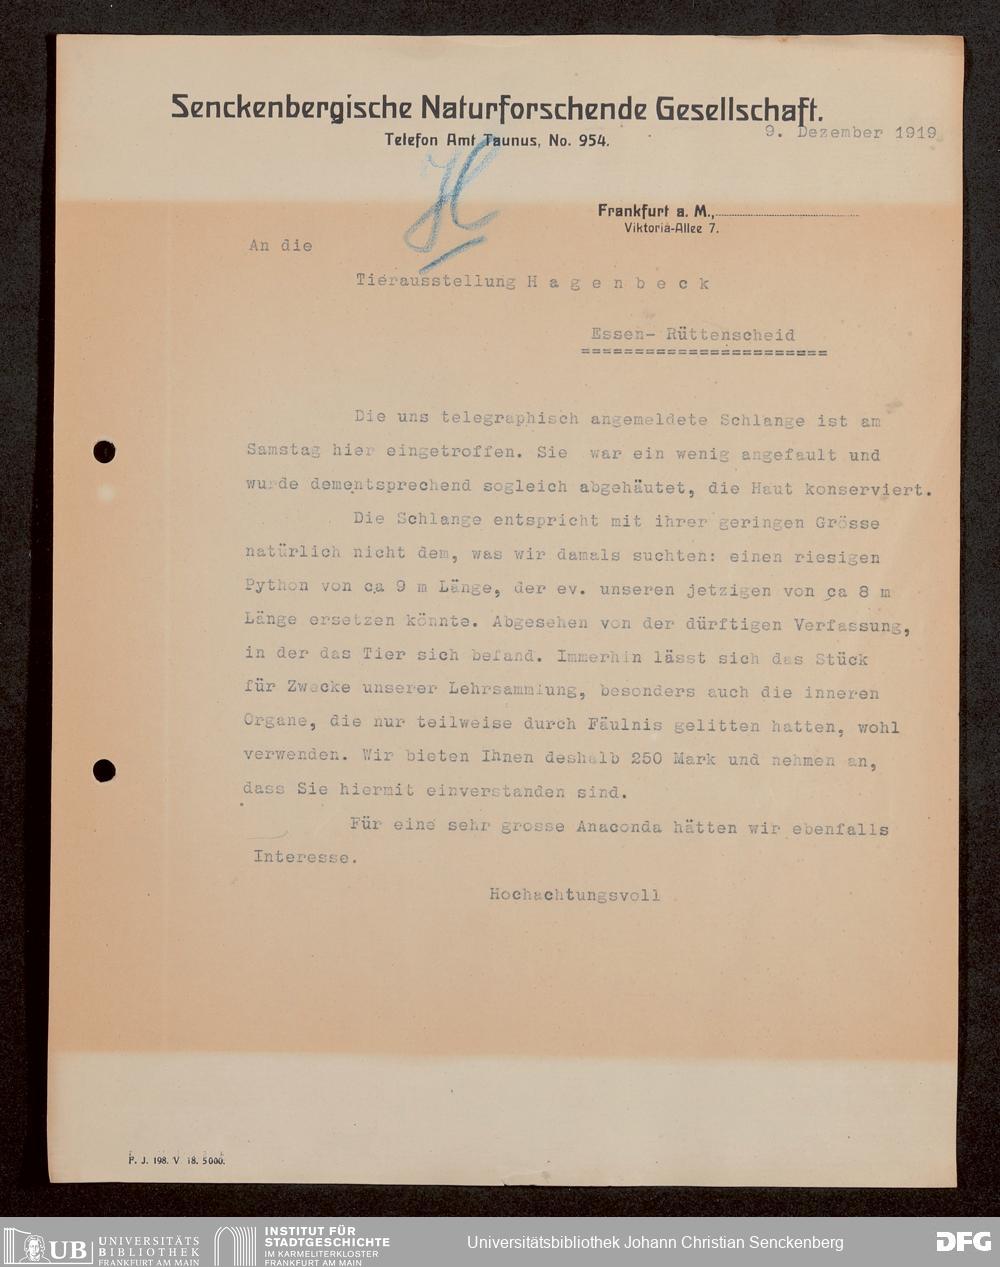 Senckenbergische Naturforschende Gesellschaft.
Telefon Amt Taunus, No. 954.
9. Dezember 1919
Frankfurt a. M.,
Viktoria-Allee 7.
An die
Tierausstellung H a g e n b e c k
Essen- Rüttenscheid
=======================
Die uns telegraphisch angemeldete Schlange ist am
Samstag hier eingetroffen. Sie war ein wenig angefault und
wurde dementsprechend sogleich abgehäutet, die Haut konserviert.
Die Schlange entspricht mit ihrer geringen Grösse
natürlich nicht dem, was wir damals suchten: einen riesigen
Python von ca 9 m Länge, der ev. unseren jetzigen von ca 8 m
Länge ersetzen könnte. Abgesehen von der dürftigen Verfassung,
in der das Tier sich befand. Immerhin lässt sich das Stück
für Zwecke unserer Lehrsammlung, besonders auch die inneren
Organe, die nur teilweise durch Fäulnis gelitten hatten, wohl
verwenden. Wir bieten Ihnen deshalb 250 Mark und nehmen an,
dass Sie hiermit einverstanden sind.
Für eine sehr grosse Anaconda hätten wir ebenfalls
Interesse.
Hochachtungsvoll
F. J. 198. V 18. 5000.
UB UNIVERSITÄTS
BIBLIOTHEK
FRANKFURT AM MAIN
INSTITUT FÜR
STADTGESCHICHTE
IM KARMELITERKLOSTER
FRANKFURT AM MAIN
Universitätsbibliothek Johann Christian Senckenberg
DFG